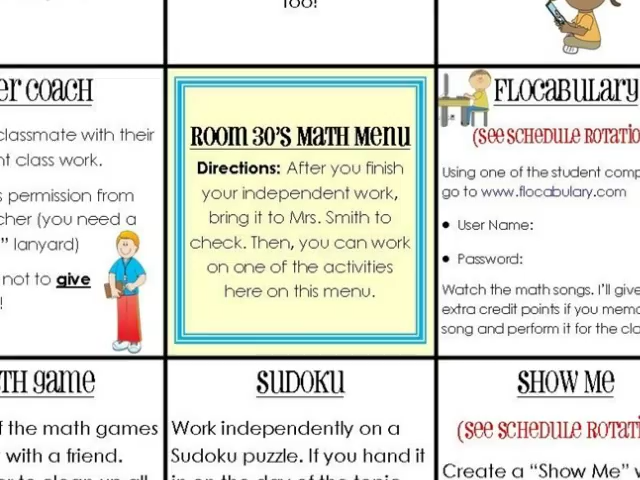 too!
er Coach
classmate with their
nt class work.
s permission from
cher (you need a
" lanyard)
not to give
!
Room 30's Math Menu
Directions: After you finish
your independent work,
bring it to Mrs. Smith to
check. Then, you can work
on one of the activities
here on this menu.
Flocabulary
(See Schedule Rotatio
Using one of the student comp
go to www.flocabulary.com
• User Name:
• Password:
Watch the math songs. I'll give
extra credit points if you memo
song and perform it for the cla
TH Game
f the math games
with a friend.
Sudoku
Work independently on a
Sudoku puzzle. If you hand it
Show Me
(See Schedule Rotatio
Create a "Show Me" v